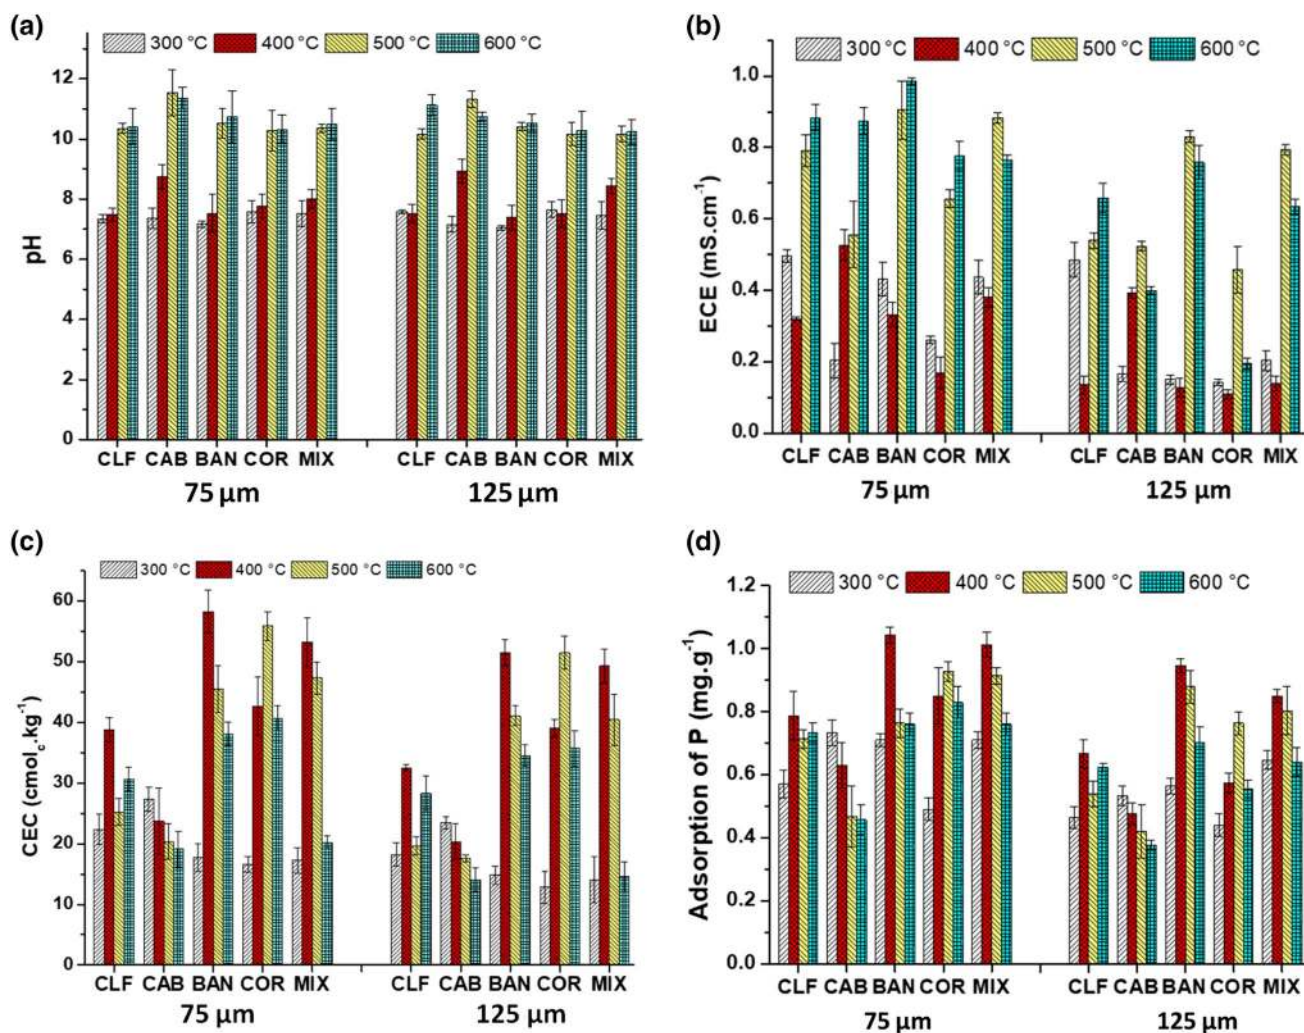 (a)
300 °C 400 °C 500 °C 600 °C
12
10
8
6
4
2
0
pH
CLF CAB BAN COR MIX CLF CAB BAN COR MIX
75 µm 125 µm
(b)
300 °C 400 °C 500 °C 600 °C
1.0
0.8
0.6
0.4
0.2
0.0
ECE (mS.cm⁻¹)
CLF CAB BAN COR MIX CLF CAB BAN COR MIX
75 µm 125 µm
(c)
300 °C 400 °C 500 °C 600 °C
60
50
40
30
20
10
0
CEC (cmol꜀.kg⁻¹)
CLF CAB BAN COR MIX CLF CAB BAN COR MIX
75 µm 125 µm
(d)
300 °C 400 °C 500 °C 600 °C
1.2
1.0
0.8
0.6
0.4
0.2
0.0
Adsorption of P (mg.g⁻¹)
CLF CAB BAN COR MIX CLF CAB BAN COR MIX
75 µm 125 µm